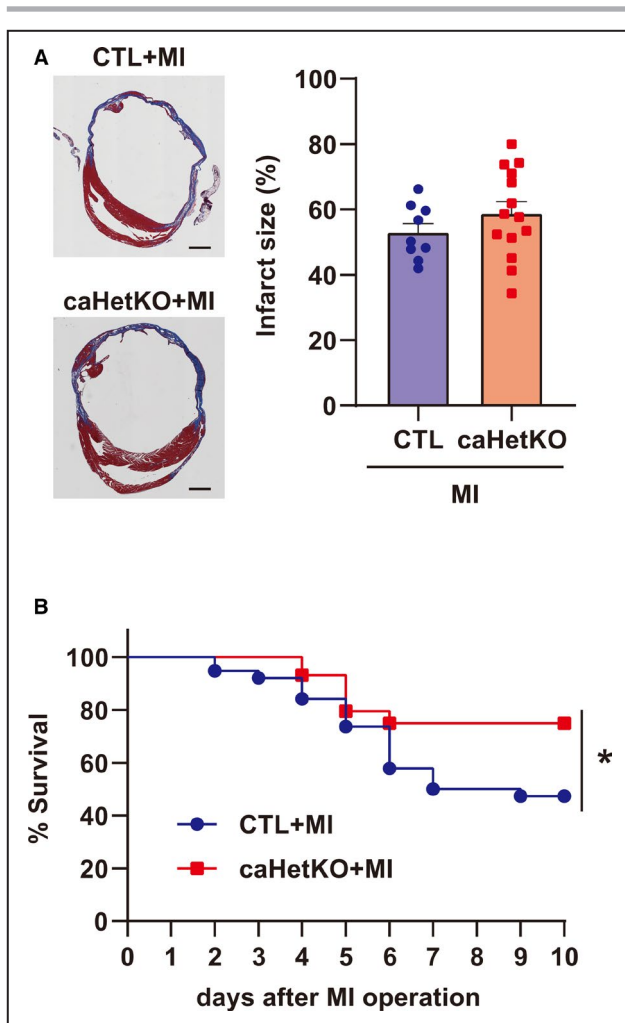 A
CTL+MI
caHetKO+MI
Infarct size (%)
100
80
60
40
20
0
CTL caHetKO
MI
B
% Survival
100
80
60
40
20
0
CTL+MI
caHetKO+MI
*
0 1 2 3 4 5 6 7 8 9 10
days after MI operation